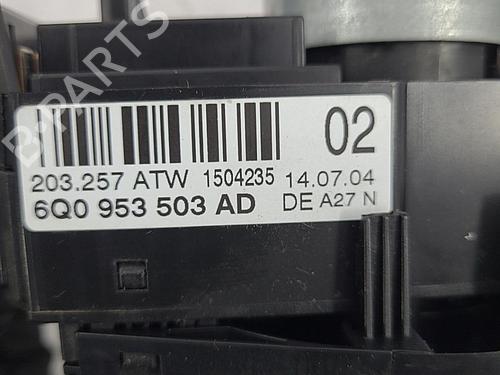 B-PARTS
02
203.257 ATW 1504235 14.07.04
6Q0 953 503 AD DE A27 N